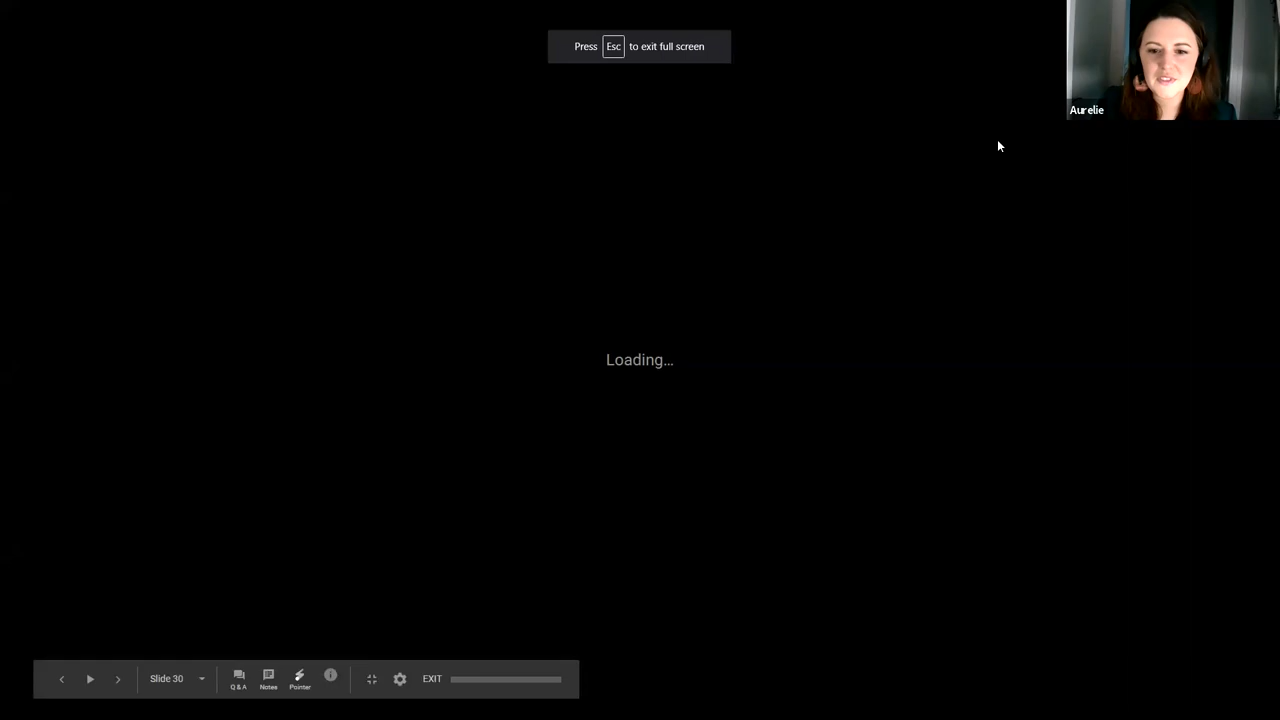 Press Esc to exit full screen
Aurelie
Loading...
Slide 30
Q & A
Notes
Pointer
EXIT